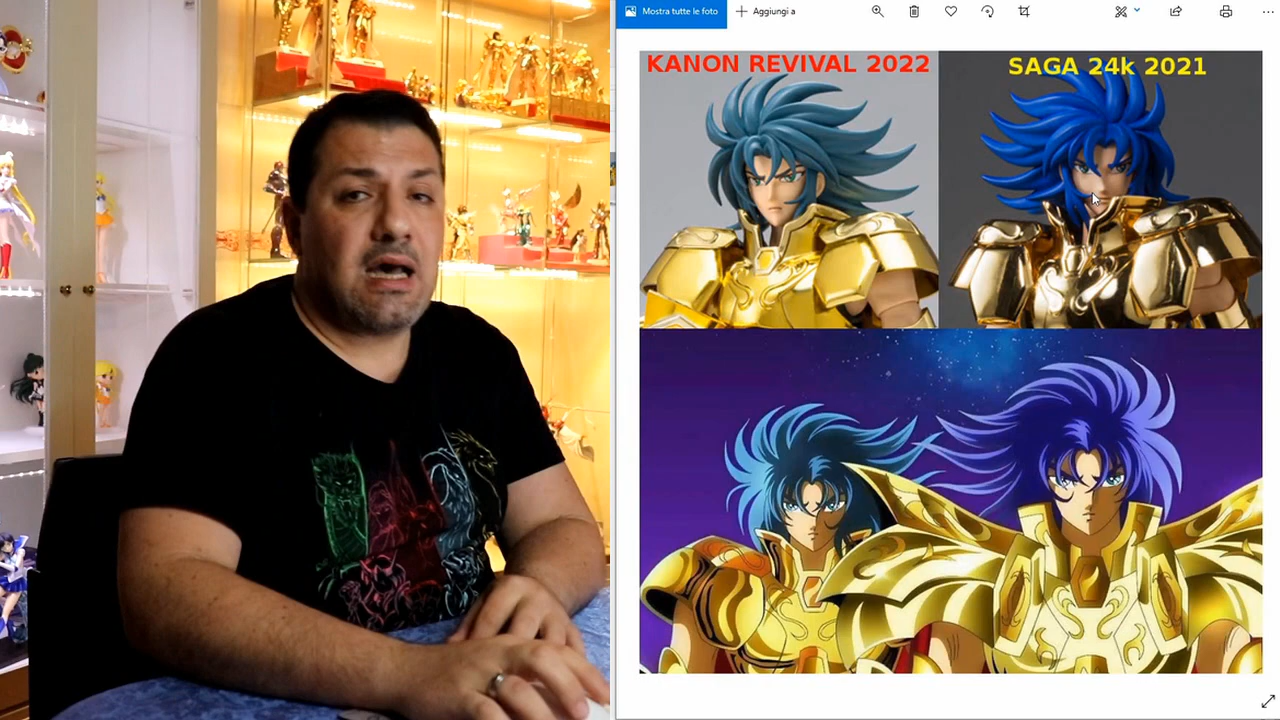 Mostra tutte le foto
Aggiungi a
KANON REVIVAL 2022
SAGA 24k 2021